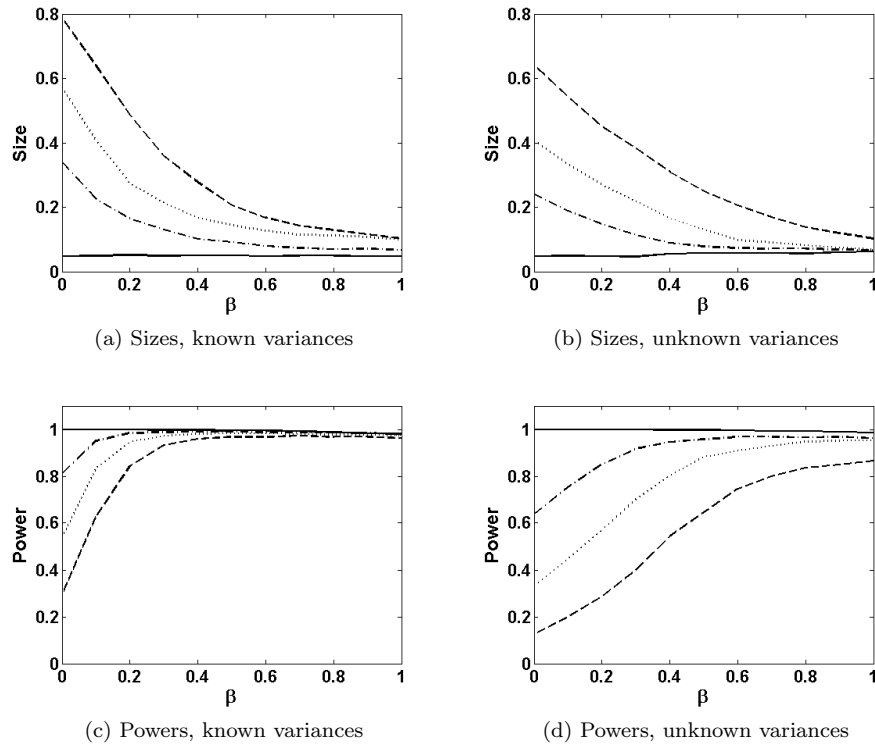 0.8
0.6
0.4
0.2
0
Size
0 0.2 0.4 0.6 0.8 1
β
(a) Sizes, known variances
0.8
0.6
0.4
0.2
0
Size
0 0.2 0.4 0.6 0.8 1
β
(b) Sizes, unknown variances
1
0.8
0.6
0.4
0.2
0
Power
0 0.2 0.4 0.6 0.8 1
β
(c) Powers, known variances
1
0.8
0.6
0.4
0.2
0
Power
0 0.2 0.4 0.6 0.8 1
β
(d) Powers, unknown variances